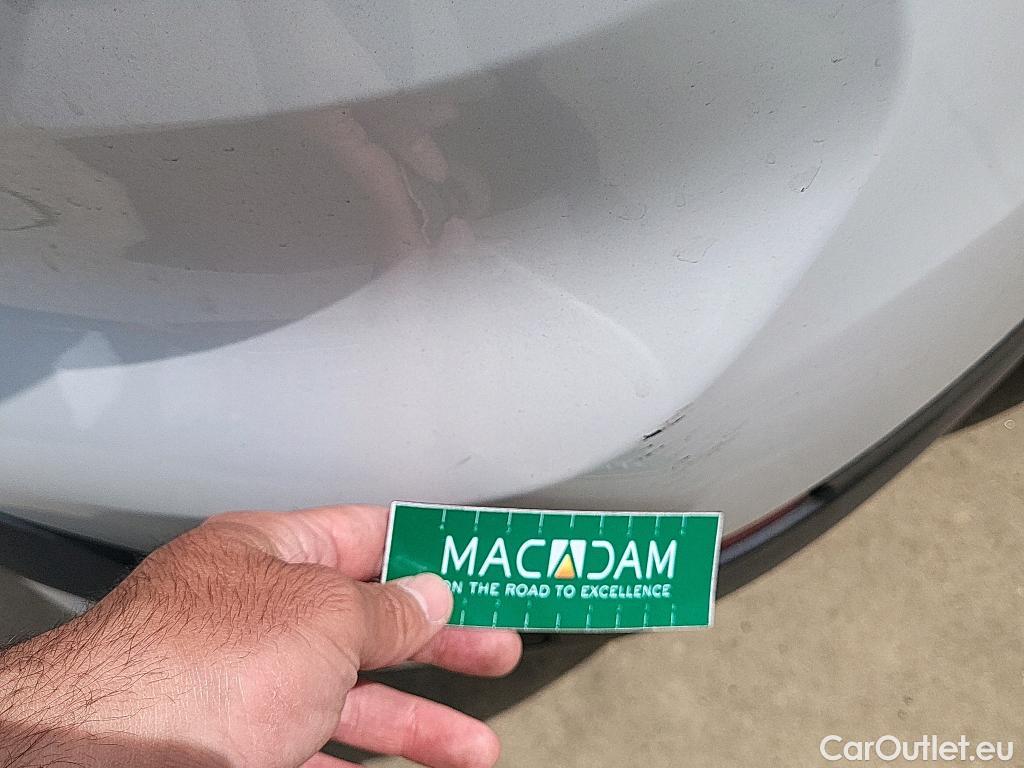 MACADAM
ON THE ROAD TO EXCELLENCE
CarOutlet.eu